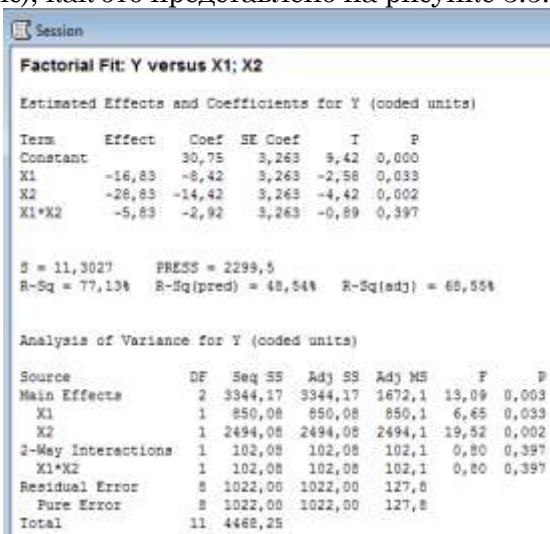 как это представлено на рисунке
Session
Factorial Fit: Y versus X1; X2
Estimated Effects and Coefficients for Y (coded units)
Term Effect Coef SE Coef T P
Constant 30,75 3,263 9,42 0,000
X1 -16,83 -8,42 3,263 -2,58 0,033
X2 -28,83 -14,42 3,263 -4,42 0,002
X1*X2 -5,83 -2,92 3,263 -0,89 0,397
S = 11,3027 PRESS = 2299,5
R-Sq = 77,13% R-Sq(pred) = 48,54% R-Sq(adj) = 68,55%
Analysis of Variance for Y (coded units)
Source DF Seq SS Adj SS Adj MS F P
Main Effects 2 3344,17 3344,17 1672,1 13,09 0,003
X1 1 850,08 850,08 850,1 6,65 0,033
X2 1 2494,08 2494,08 2494,1 19,52 0,002
2-Way Interactions 1 102,08 102,08 102,1 0,80 0,397
X1*X2 1 102,08 102,08 102,1 0,80 0,397
Residual Error 8 1022,00 1022,00 127,8
Pure Error 8 1022,00 1022,00 127,8
Total 11 4468,25